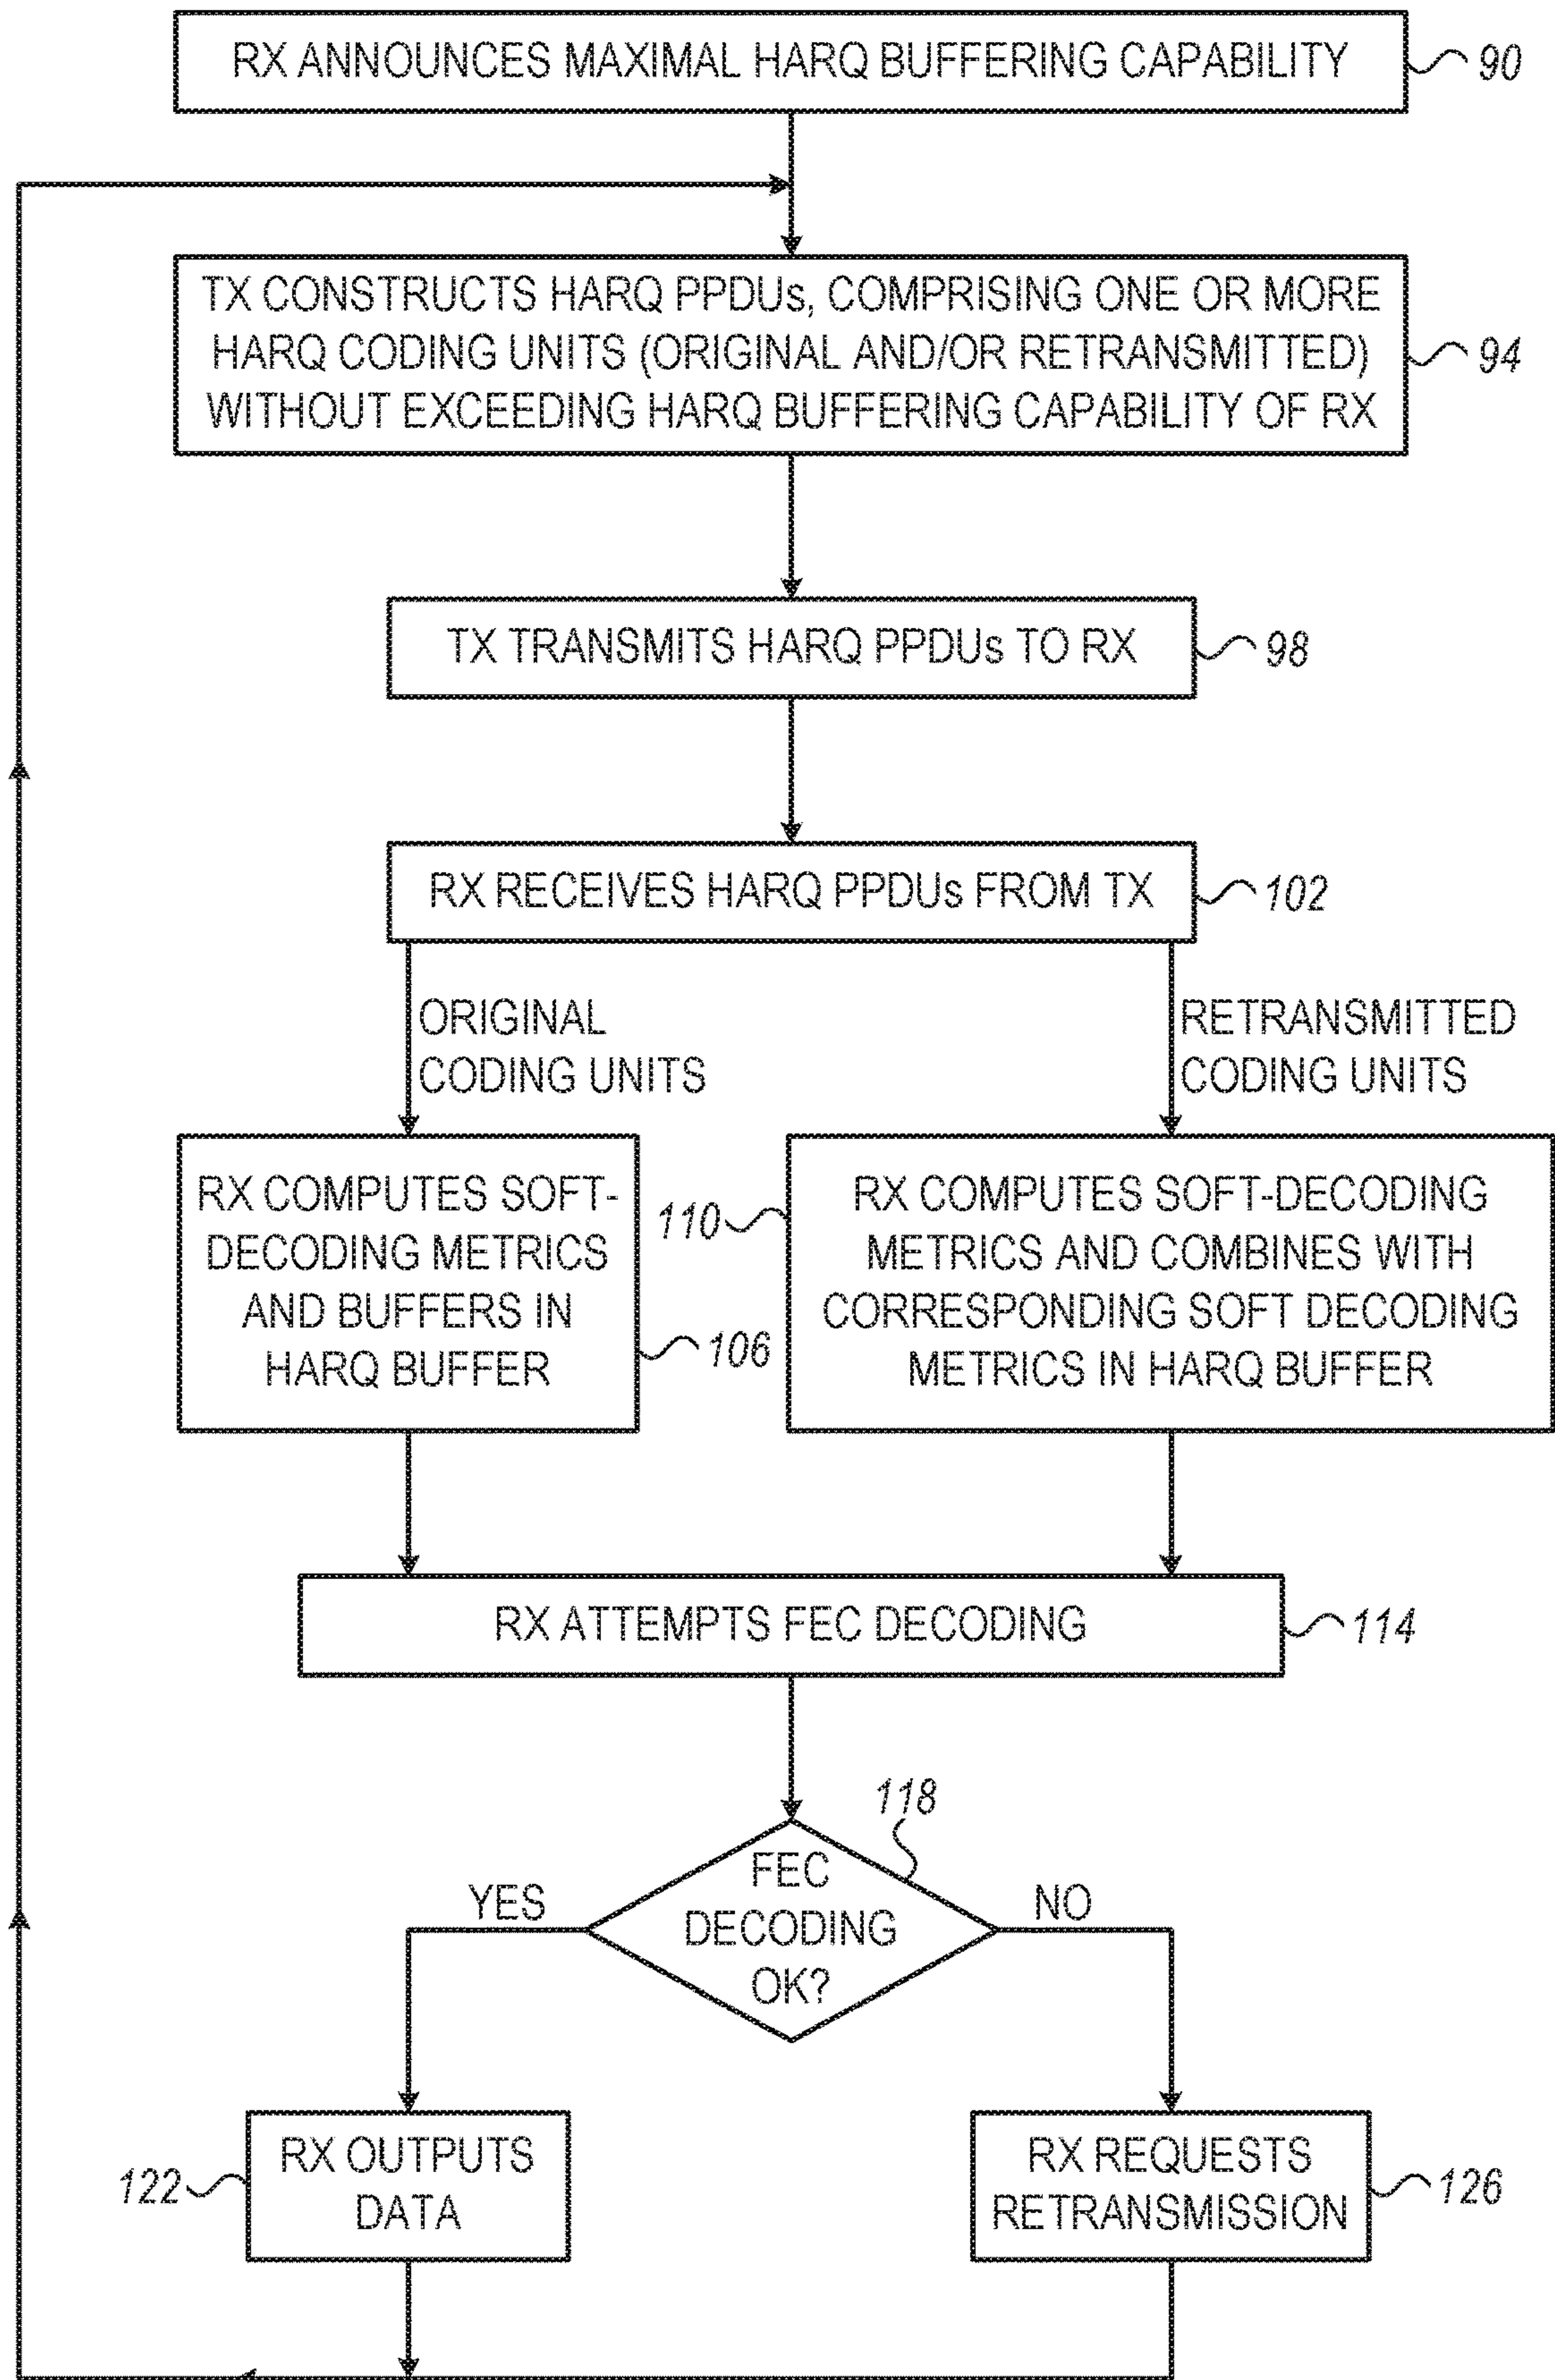 RX ANNOUNCES MAXIMAL HARQ BUFFERING CAPABILITY
90
TX CONSTRUCTS HARQ PPDUs, COMPRISING ONE OR MORE
HARQ CODING UNITS (ORIGINAL AND/OR RETRANSMITTED)
WITHOUT EXCEEDING HARQ BUFFERING CAPABILITY OF RX
94
TX TRANSMITS HARQ PPDUs TO RX
98
RX RECEIVES HARQ PPDUs FROM TX
102
ORIGINAL
CODING UNITS
RETRANSMITTED
CODING UNITS
RX COMPUTES SOFT-
DECODING METRICS
AND BUFFERS IN
HARQ BUFFER
106
110
RX COMPUTES SOFT-DECODING
METRICS AND COMBINES WITH
CORRESPONDING SOFT DECODING
METRICS IN HARQ BUFFER
RX ATTEMPTS FEC DECODING
114
118
FEC
DECODING
OK?
YES
NO
RX OUTPUTS
DATA
122
RX REQUESTS
RETRANSMISSION
126